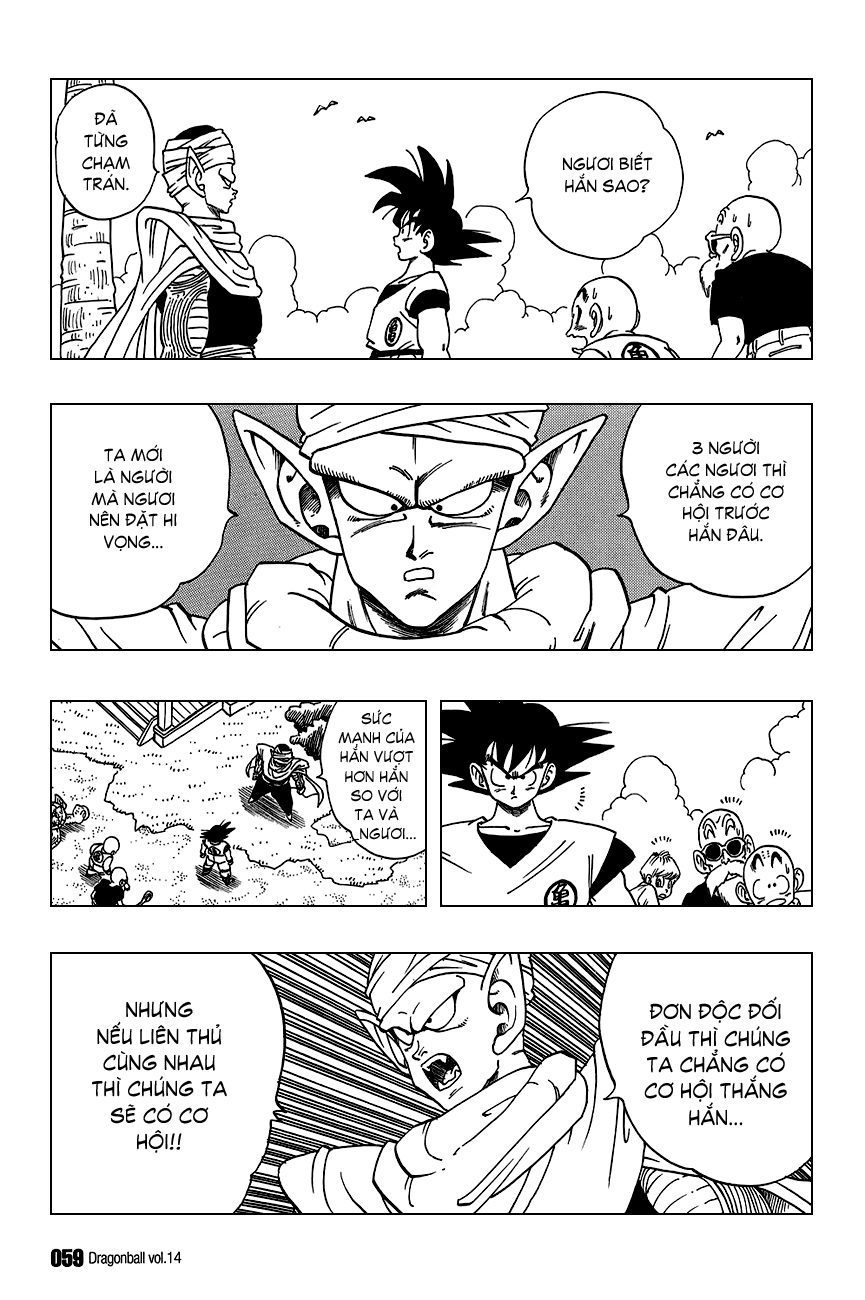 NGƯƠI BIẾT
HẮN SAO?
ĐÃ
TỪNG
CHẠM
TRÁN.
3 NGƯỜI
CÁC NGƯƠI THÌ
CHẲNG CÓ CƠ
HỘI TRƯỚC
HẮN ĐÂU.
TA MỚI
LÀ NGƯỜI
MÀ NGƯƠI
NÊN ĐẶT HI
VỌNG...
亀
亀
SỨC
MẠNH CỦA
HẮN VƯỢT
HƠN HẲN
SO VỚI
TA VÀ
NGƯƠI...
亀
ĐƠN ĐỘC ĐỐI
ĐẦU THÌ CHÚNG
TA CHẲNG CÓ
CƠ HỘI THẮNG
HẮN...
NHƯNG
NẾU LIÊN THỦ
CÙNG NHAU
THÌ CHÚNG TA
SẼ CÓ CƠ
HỘI!!
059 Dragonball vol.14